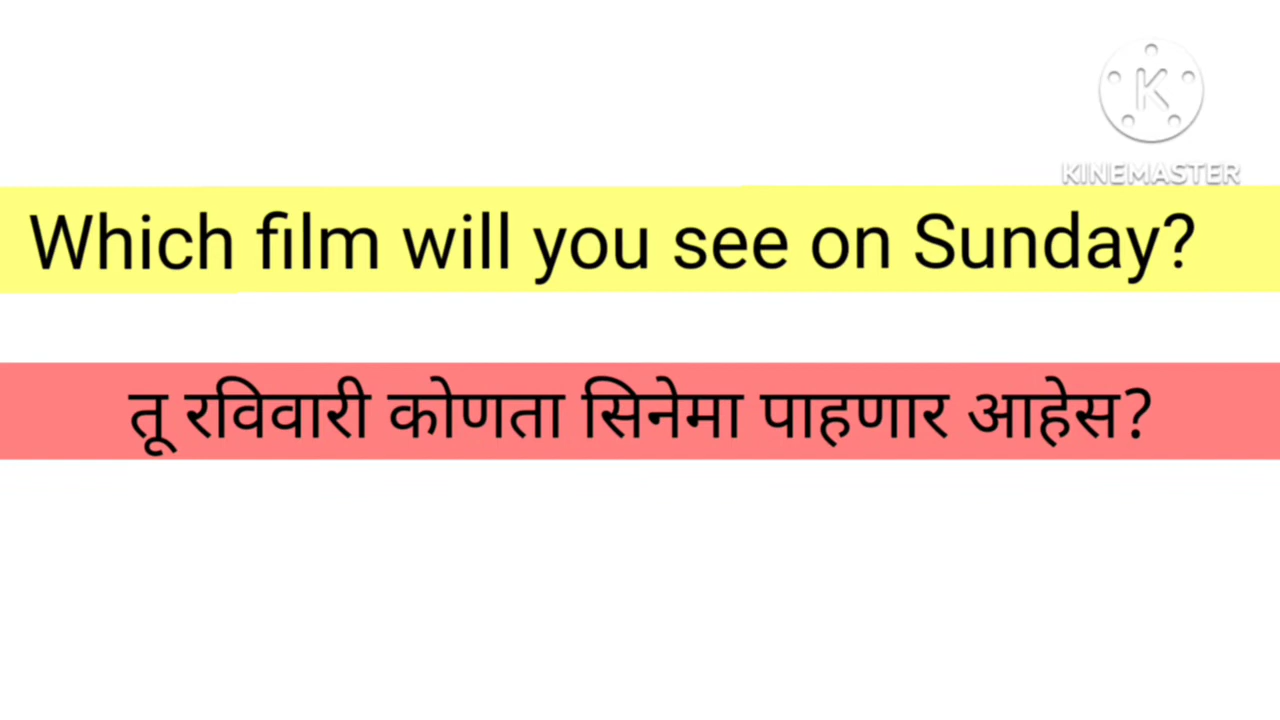 KINEMASTER
Which film will you see on Sunday?
तू रविवारी कोणता सिनेमा पाहणार आहेस?